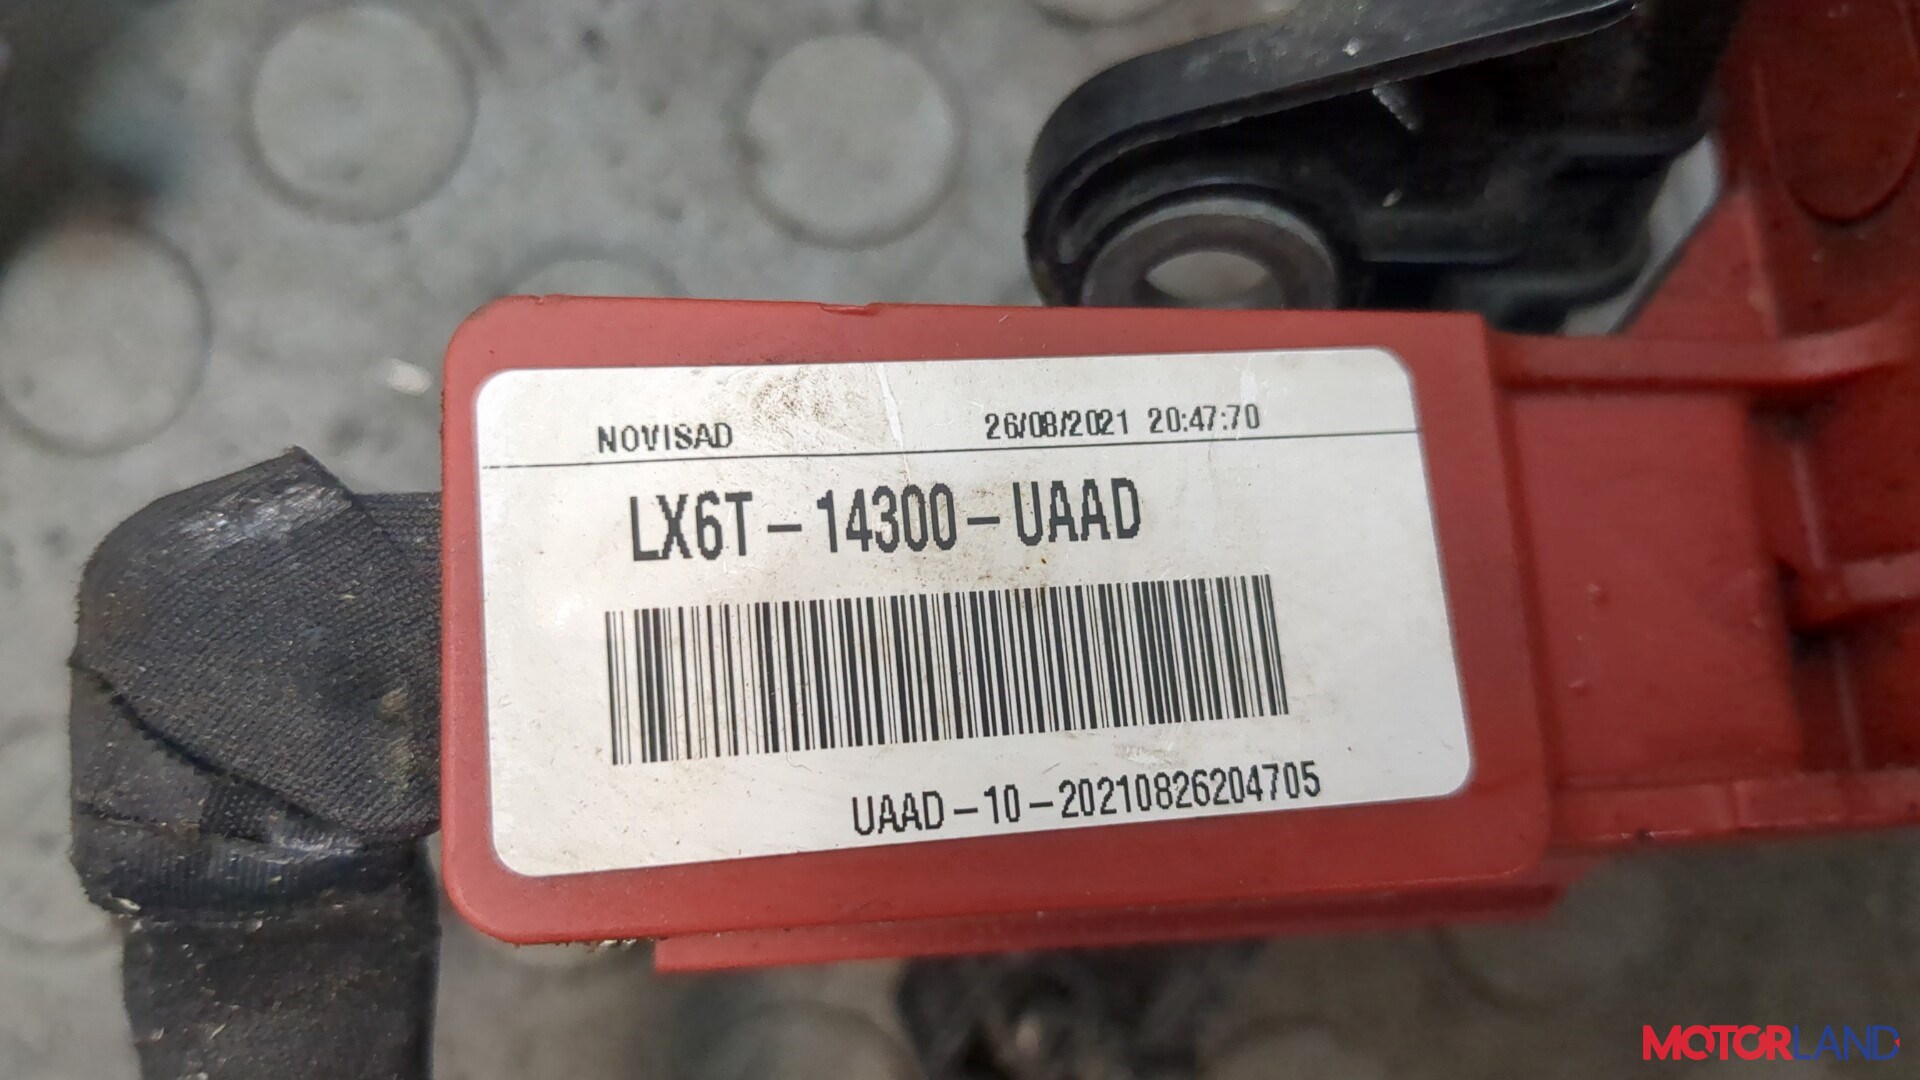 NOVISAD 26/08/2021 20:47:70
LX6T-14300-UAAD
UAAD-10-20210826204705
MOTORLAND